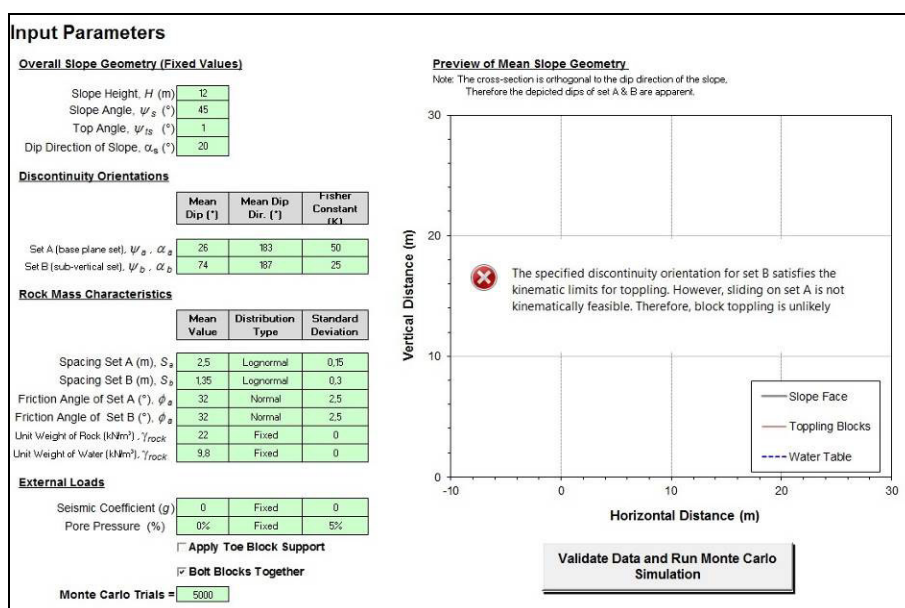 Input Parameters
Overall Slope Geometry (Fixed Values)
Slope Height, H (m) 12
Slope Angle, ψs (°) 45
Top Angle, ψts (°) 1
Dip Direction of Slope, αs (°) 20
Discontinuity Orientations
Mean Dip (°) Mean Dip Dir. (°) Fisher Constant (K)
Set A (base plane set), ψa , αa 26 183 50
Set B (sub-vertical set), ψb , αb 74 187 25
Rock Mass Characteristics
Mean Value Distribution Type Standard Deviation
Spacing Set A (m), Sa 2,5 Lognormal 0,15
Spacing Set B (m), Sb 1,35 Lognormal 0,3
Friction Angle of Set A (°), ϕa 32 Normal 2,5
Friction Angle of Set B (°), ϕa 32 Normal 2,5
Unit Weight of Rock (kN/m³) , γrock 22 Fixed 0
Unit Weight of Water (kN/m³), γrock 9,8 Fixed 0
External Loads
Seismic Coefficient (g) 0 Fixed 0
Pore Pressure (%) 0% Fixed 5%
Apply Toe Block Support
Bolt Blocks Together
Monte Carlo Trials = 5000
Preview of Mean Slope Geometry
Note: The cross-section is orthogonal to the dip direction of the slope.
Therefore the depicted dips of set A & B are apparent.
Vertical Distance (m)
30
20
10
0
The specified discontinuity orientation for set B satisfies the
kinematic limits for toppling. However, sliding on set A is not
kinematically feasible. Therefore, block toppling is unlikely
Slope Face
Toppling Blocks
Water Table
-10 0 10 20 30
Horizontal Distance (m)
Validate Data and Run Monte Carlo
Simulation